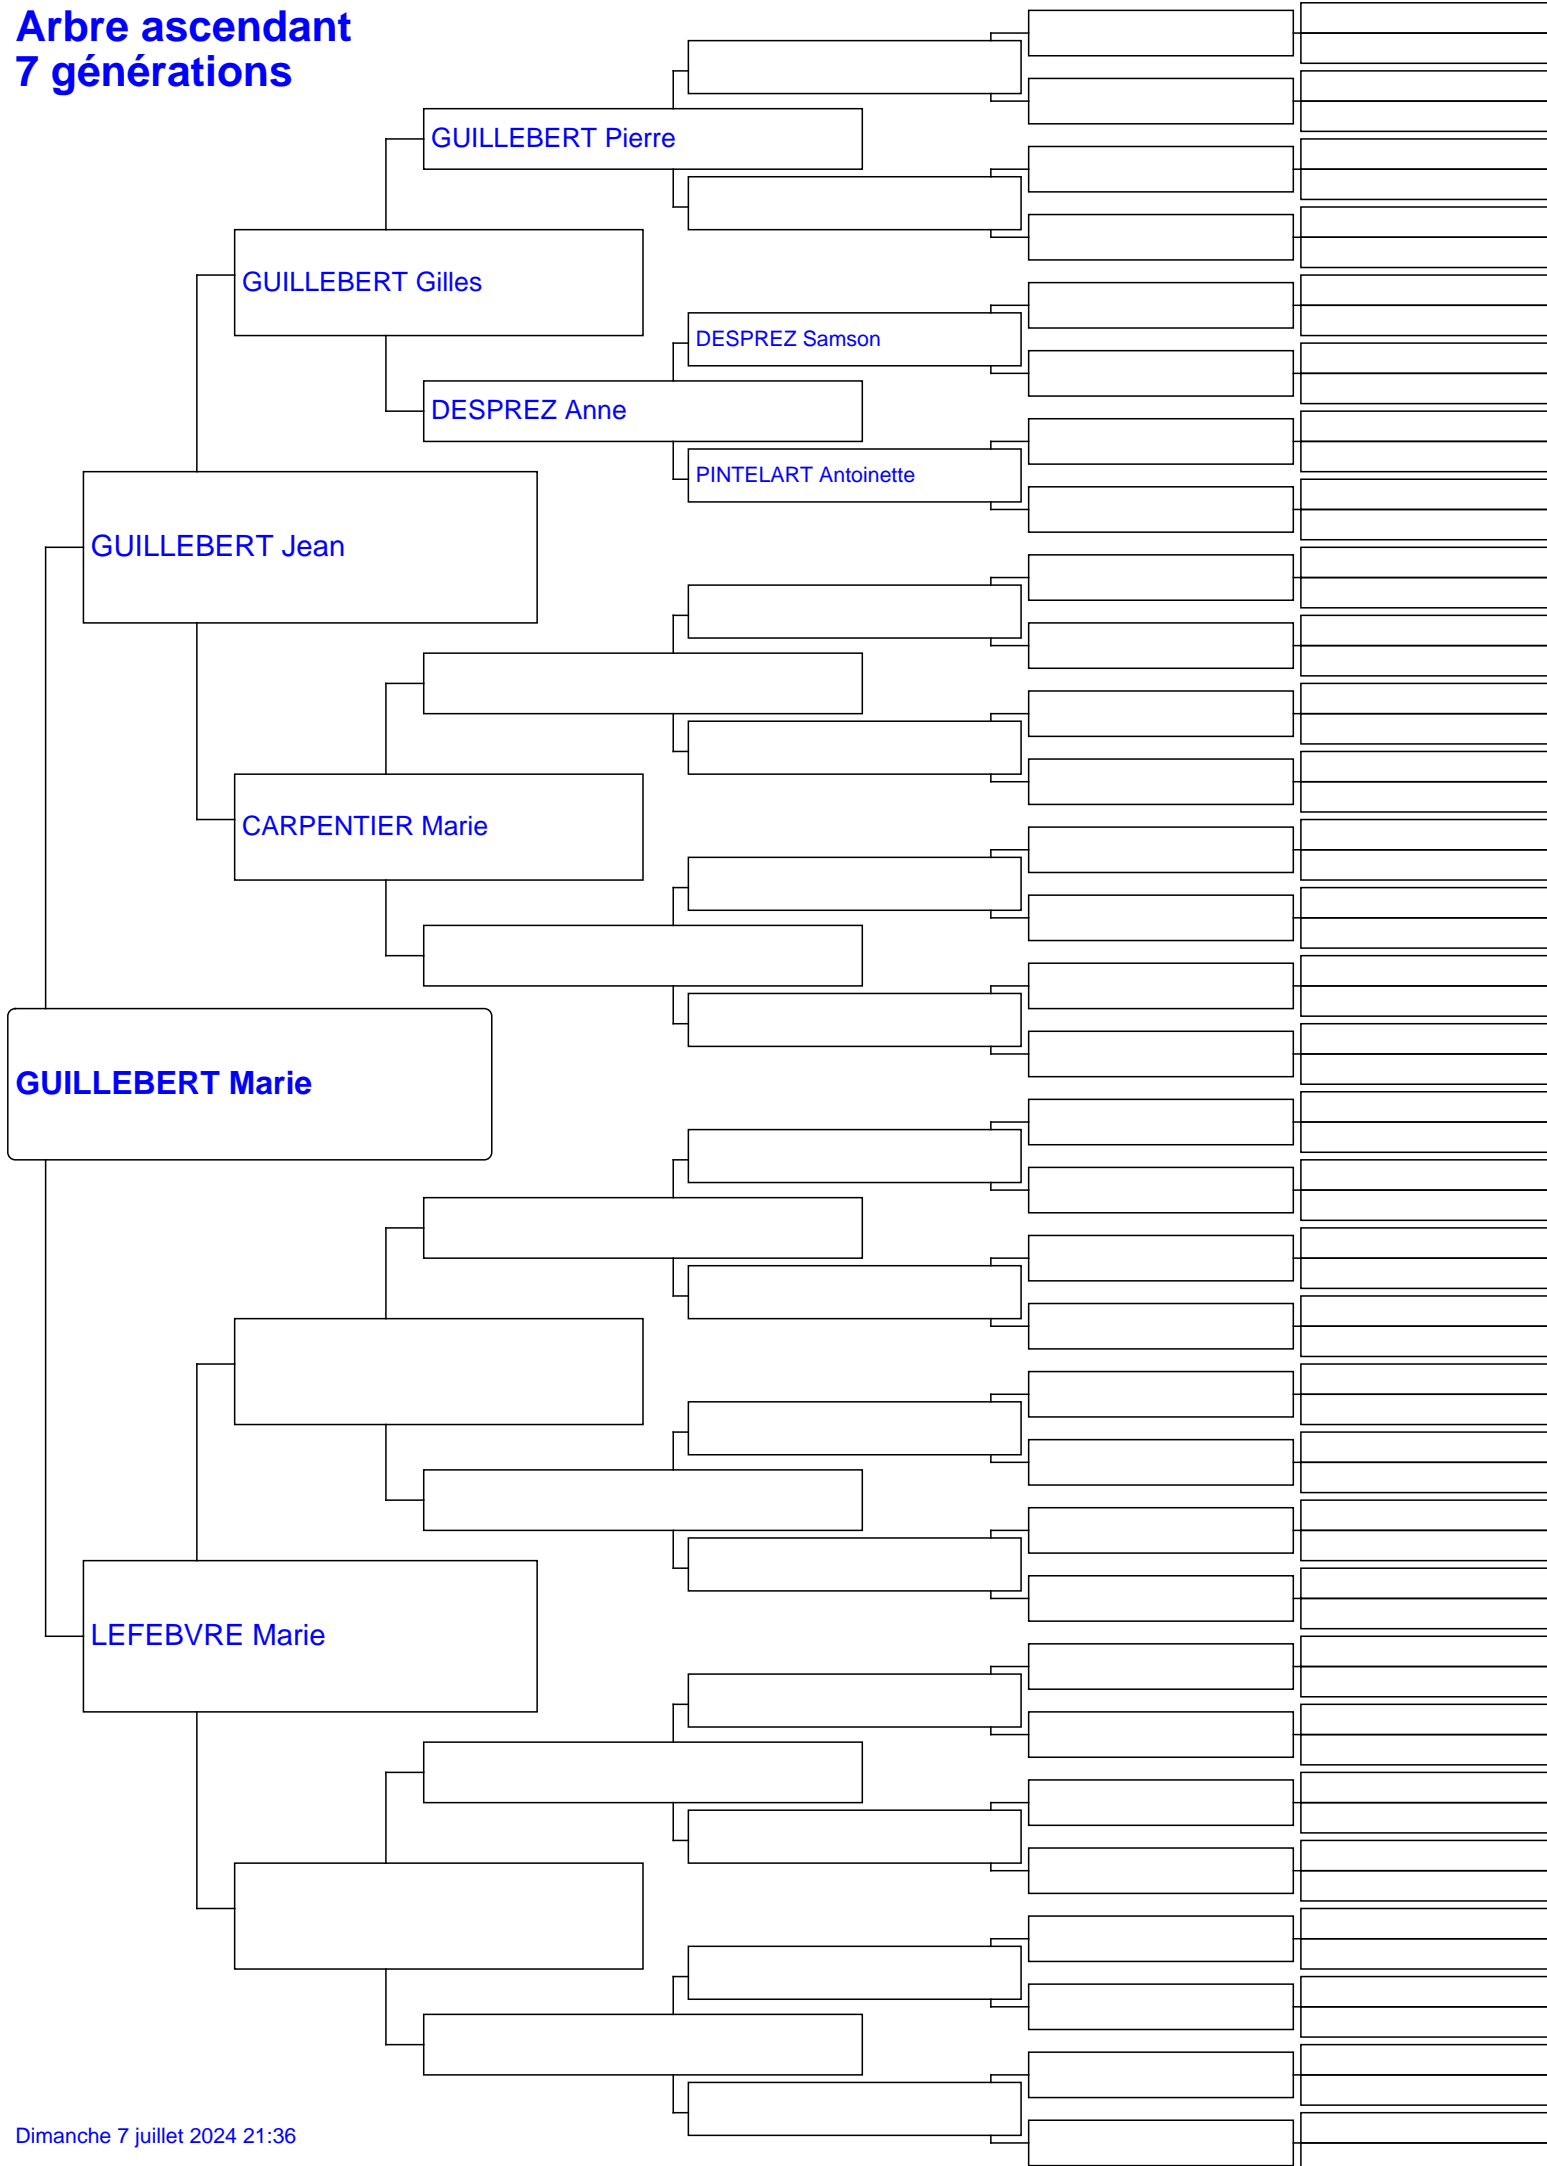 Arbre ascendant
7 générations
GUILLEBERT Pierre
GUILLEBERT Gilles
DESPREZ Samson
DESPREZ Anne
PINTELART Antoinette
GUILLEBERT Jean
CARPENTIER Marie
GUILLEBERT Marie
LEFEBVRE Marie
Dimanche 7 juillet 2024 21:36